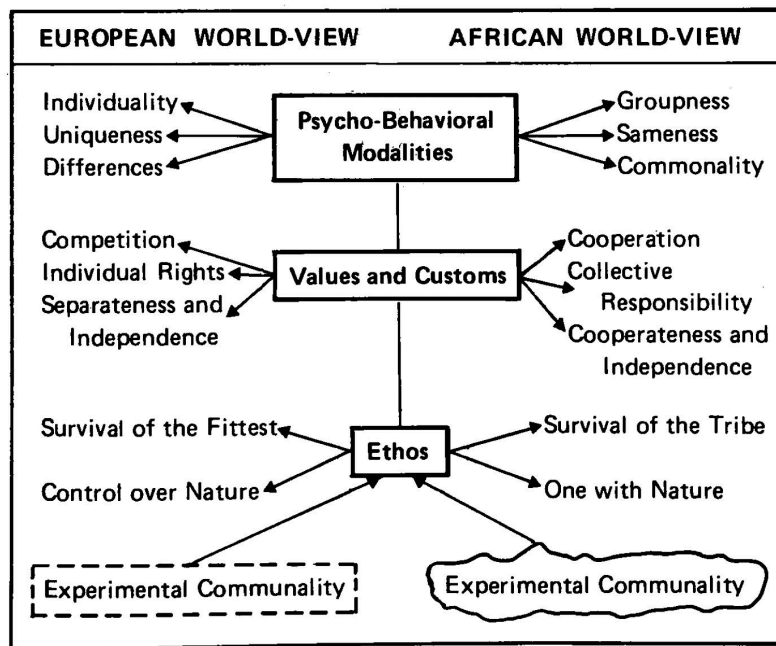 EUROPEAN WORLD-VIEW
AFRICAN WORLD-VIEW
Individuality
Uniqueness
Differences
Psycho-Behavioral
Modalities
Groupness
Sameness
Commonality
Competition
Individual Rights
Separateness and
Independence
Values and Customs
Cooperation
Collective
Responsibility
Cooperateness and
Independence
Survival of the Fittest
Control over Nature
Ethos
Survival of the Tribe
One with Nature
Experimental Communality
Experimental Communality